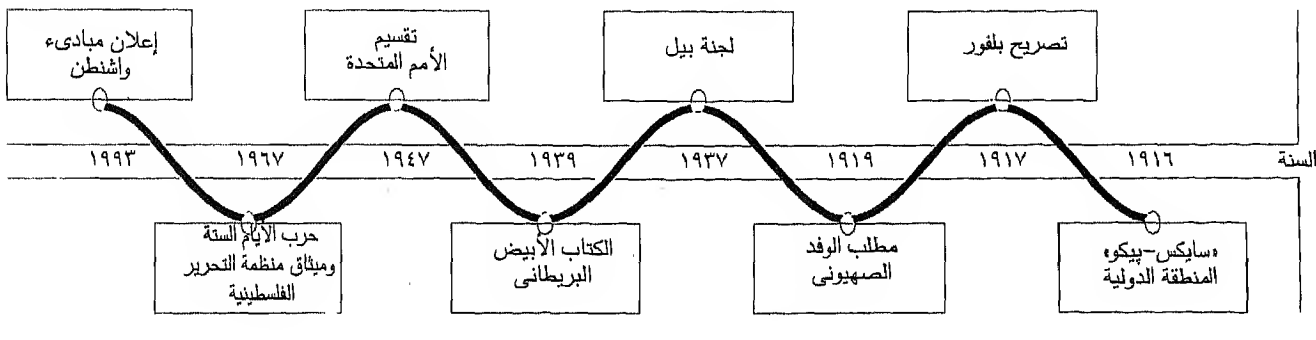 تصريح بلفور
لجنة بيل
تقسيم
الأمم المتحدة
إعلان مبادىء
واشنطن
السنة ١٩١٦ ١٩١٧ ١٩١٩ ١٩٣٧ ١٩٣٩ ١٩٤٧ ١٩٦٧ ١٩٩٣
«سايكس-پيكو»
المنطقة الدولية
مطلب الوفد
الصهيونى
الكتاب الأبيض
البريطانى
حرب الأيام الستة
وميثاق منظمة التحرير
الفلسطينية